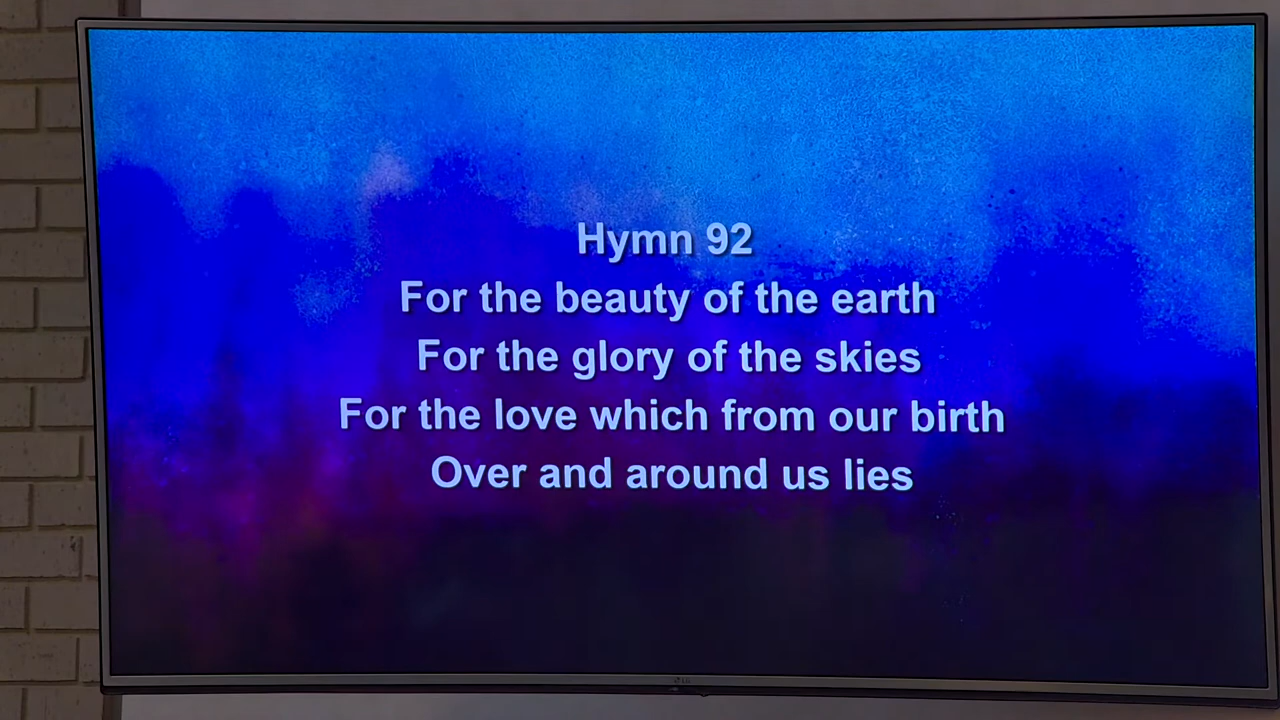 Hymn 92
For the beauty of the earth
For the glory of the skies
For the love which from our birth
Over and around us lies
LG